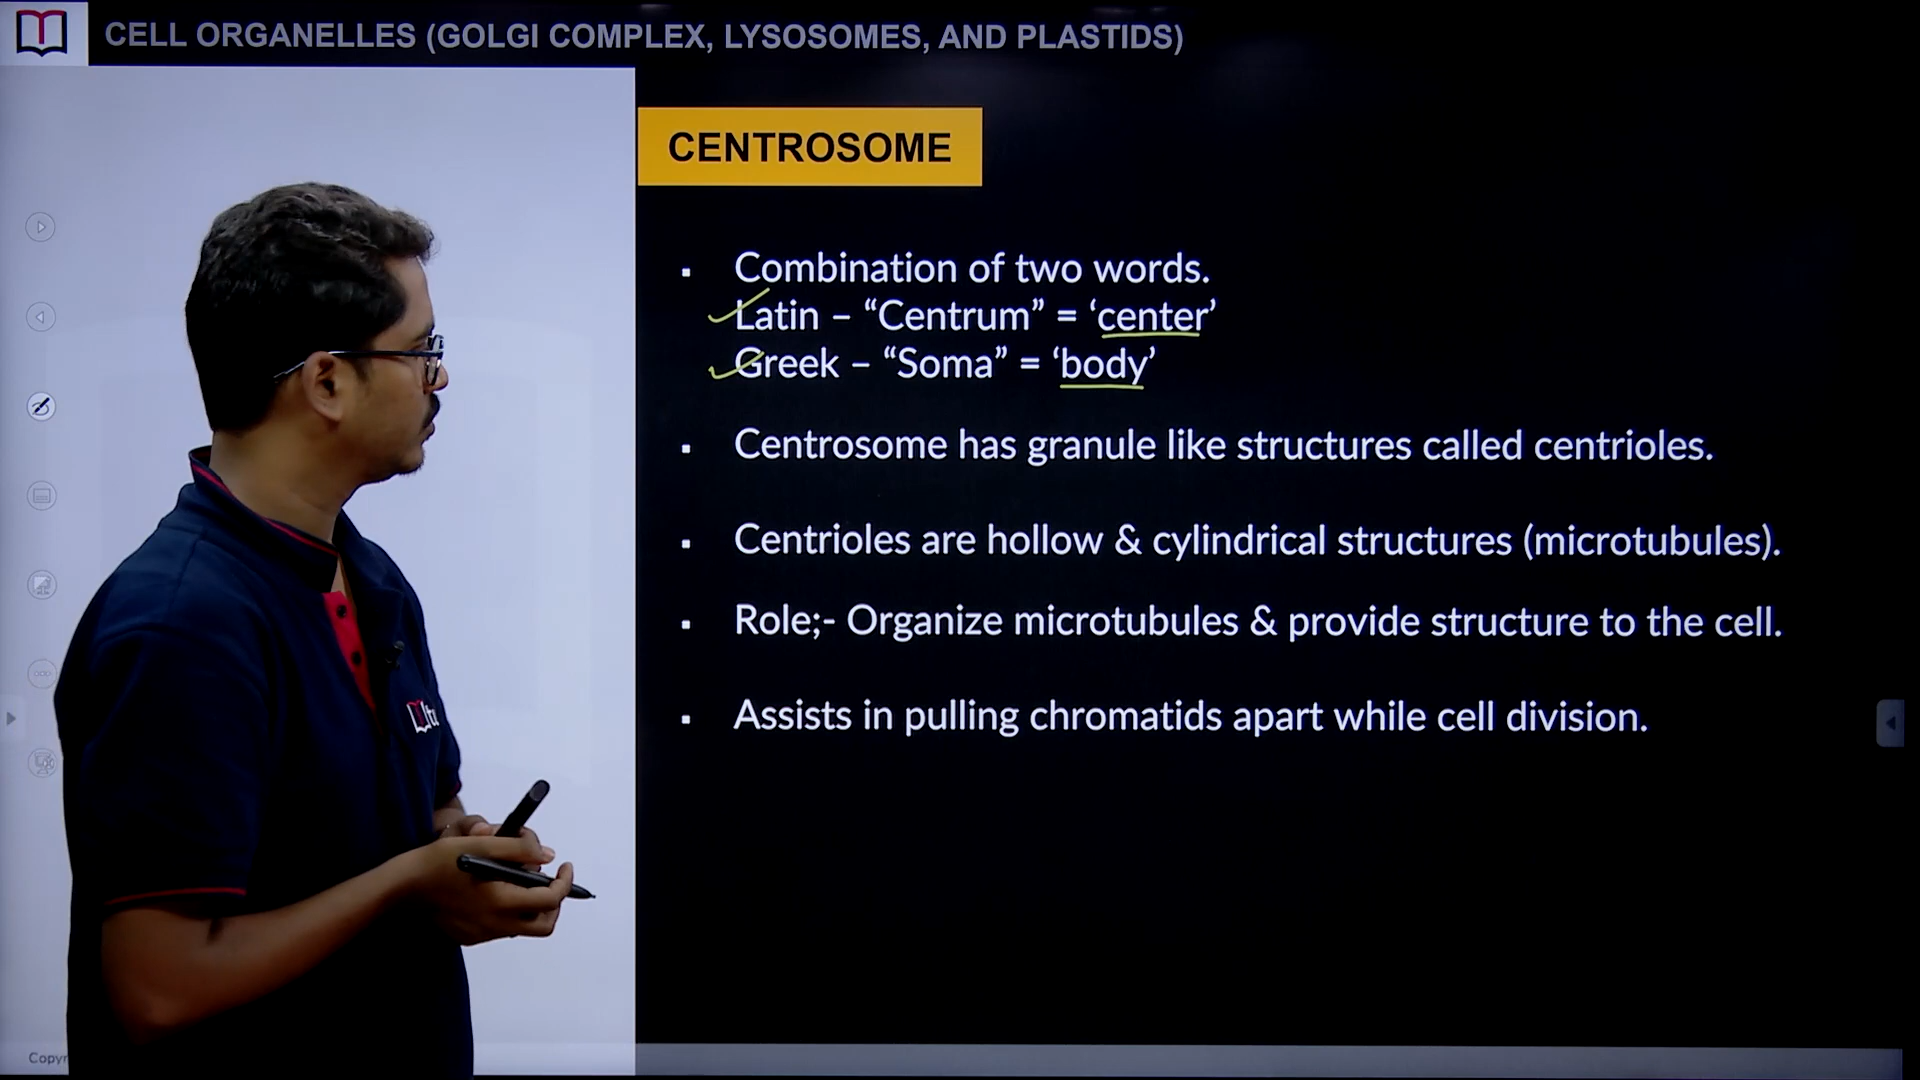 CELL ORGANELLES (GOLGI COMPLEX, LYSOSOMES, AND PLASTIDS)
CENTROSOME
▪ Combination of two words.
Latin – “Centrum” = ‘center’
Greek – “Soma” = ‘body’
▪ Centrosome has granule like structures called centrioles.
▪ Centrioles are hollow & cylindrical structures (microtubules).
▪ Role;- Organize microtubules & provide structure to the cell.
▪ Assists in pulling chromatids apart while cell division.